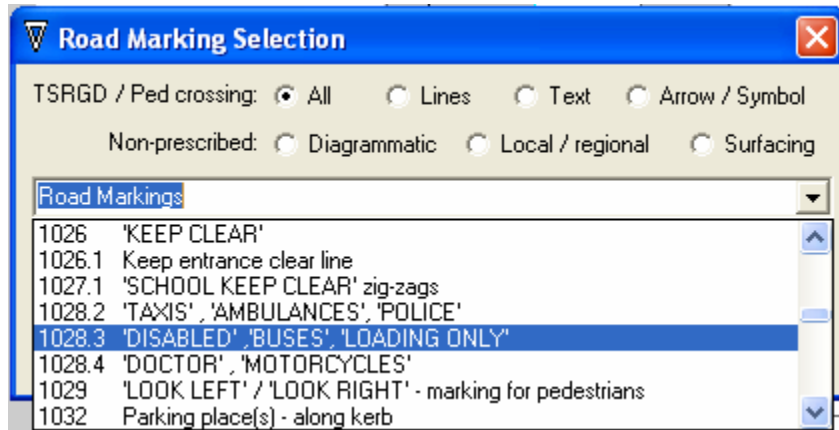 Road Marking Selection
TSRGD / Ped crossing: All Lines Text Arrow / Symbol
Non-prescribed: Diagrammatic Local / regional Surfacing
Road Markings
1026 'KEEP CLEAR'
1026.1 Keep entrance clear line
1027.1 'SCHOOL KEEP CLEAR' zig-zags
1028.2 'TAXIS' , 'AMBULANCES', 'POLICE'
1028.3 'DISABLED' ,'BUSES', 'LOADING ONLY'
1028.4 'DOCTOR' , 'MOTORCYCLES'
1029 'LOOK LEFT' / 'LOOK RIGHT' - marking for pedestrians
1032 Parking place(s) - along kerb